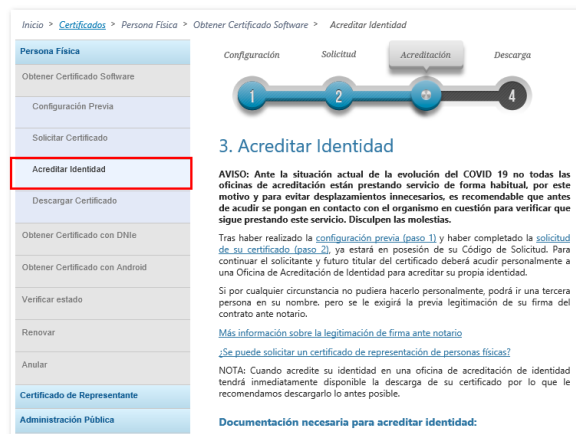 Inicio > Certificados > Persona Física > Obtener Certificado Software > Acreditar Identidad
Persona Física
Obtener Certificado Software
Configuración Previa
Solicitar Certificado
Acreditar Identidad
Descargar Certificado
Obtener Certificado con DNIe
Obtener Certificado con Android
Verificar estado
Renovar
Anular
Certificado de Representante
Administración Pública
Configuración
Solicitud
Acreditación
Descarga
1
2
4
3. Acreditar Identidad
AVISO: Ante la situación actual de la evolución del COVID 19 no todas las
oficinas de acreditación están prestando servicio de forma habitual, por este
motivo y para evitar desplazamientos innecesarios, es recomendable que antes
de acudir se pongan en contacto con el organismo en cuestión para verificar que
sigue prestando este servicio. Disculpen las molestias.
Tras haber realizado la configuración previa (paso 1) y haber completado la solicitud
de su certificado (paso 2), ya estará en posesión de su Código de Solicitud. Para
continuar el solicitante y futuro titular del certificado deberá acudir personalmente a
una Oficina de Acreditación de Identidad para acreditar su propia identidad.
Si por cualquier circunstancia no pudiera hacerlo personalmente, podrá ir una tercera
persona en su nombre. pero se le exigirá la previa legitimación de su firma del
contrato ante notario.
Más información sobre la legitimación de firma ante notario
¿Se puede solicitar un certificado de representación de personas físicas?
NOTA: Cuando acredite su identidad en una oficina de acreditación de identidad
tendrá inmediatamente disponible la descarga de su certificado por lo que le
recomendamos descargarlo lo antes posible.
Documentación necesaria para acreditar identidad: